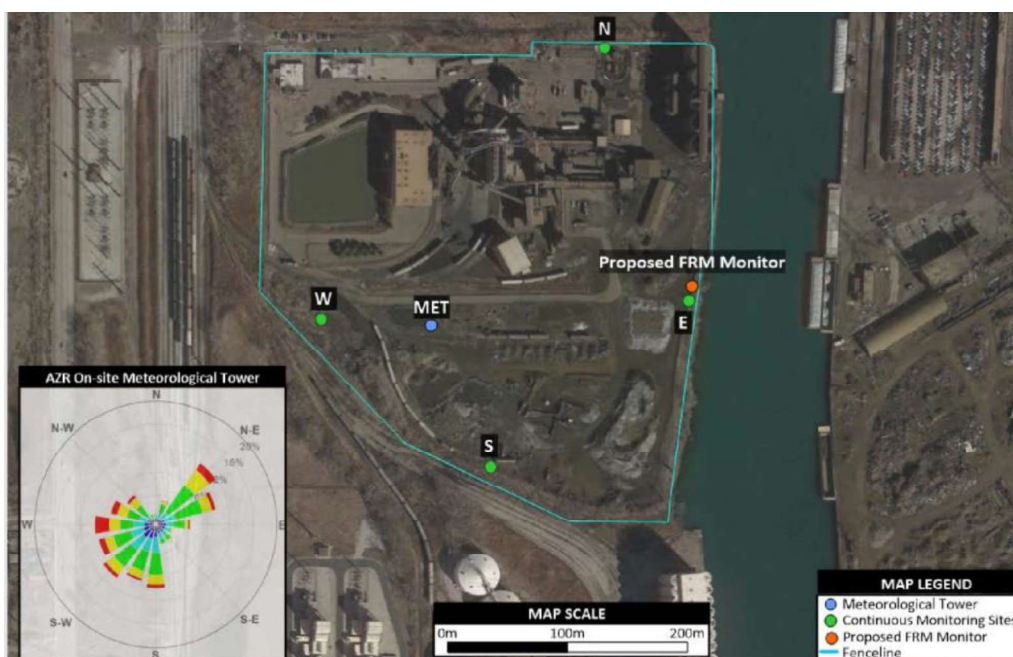 N
Proposed FRM Monitor
W
MET
E
S
AZR On-site Meteorological Tower
N
N-W
N-E
20%
15%
W
E
S-W
S-E
S
MAP SCALE
0m
100m
200m
MAP LEGEND
Meteorological Tower
Continuous Monitoring Sites
Proposed FRM Monitor
Fenceline